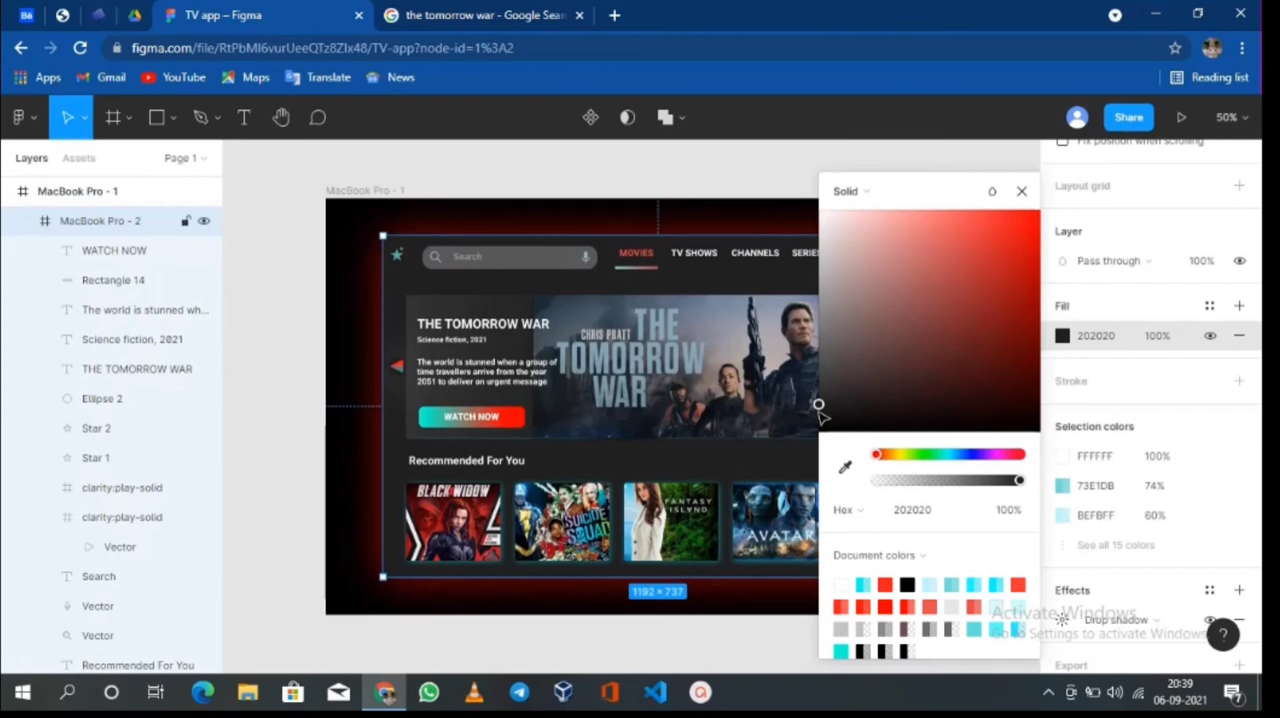 Bē
TV app – Figma
the tomorrow war - Google Sear
figma.com/file/RtPbMl6vurUeeQTz8ZIx48/TV-app?node-id=1%3A2
Apps
Gmail
YouTube
Maps
Translate
News
Reading list
T
Share
50%
Layers
Assets
Page 1
MacBook Pro - 1
MacBook Pro - 2
WATCH NOW
Rectangle 14
The world is stunned wh...
Science fiction, 2021
THE TOMORROW WAR
Ellipse 2
Star 2
Star 1
clarity:play-solid
clarity:play-solid
Vector
Search
Vector
Vector
Recommended For You
MacBook Pro - 1
Search
MOVIES
TV SHOWS
CHANNELS
SERIES
THE TOMORROW WAR
Science fiction, 2021
The world is stunned when a group of
time travellers arrive from the year
2051 to deliver on urgent message
WATCH NOW
CHRIS PRATT
THE
TOMORROW
WAR
Recommended For You
BLACK WIDOW
SUICIDE
SQUAD
FANTASY
ISLAND
AVATAR
1192 × 737
Solid
Hex
202020
100%
Document colors
Fix position when scrolling
Layout grid
Layer
Pass through
100%
Fill
202020
100%
Stroke
Selection colors
FFFFFF
100%
73E1DB
74%
BEFBFF
60%
See all 15 colors
Effects
Drop shadow
Activate Windows
Go to Settings to activate Windows.
Export
?
20:39
06-09-2021
7